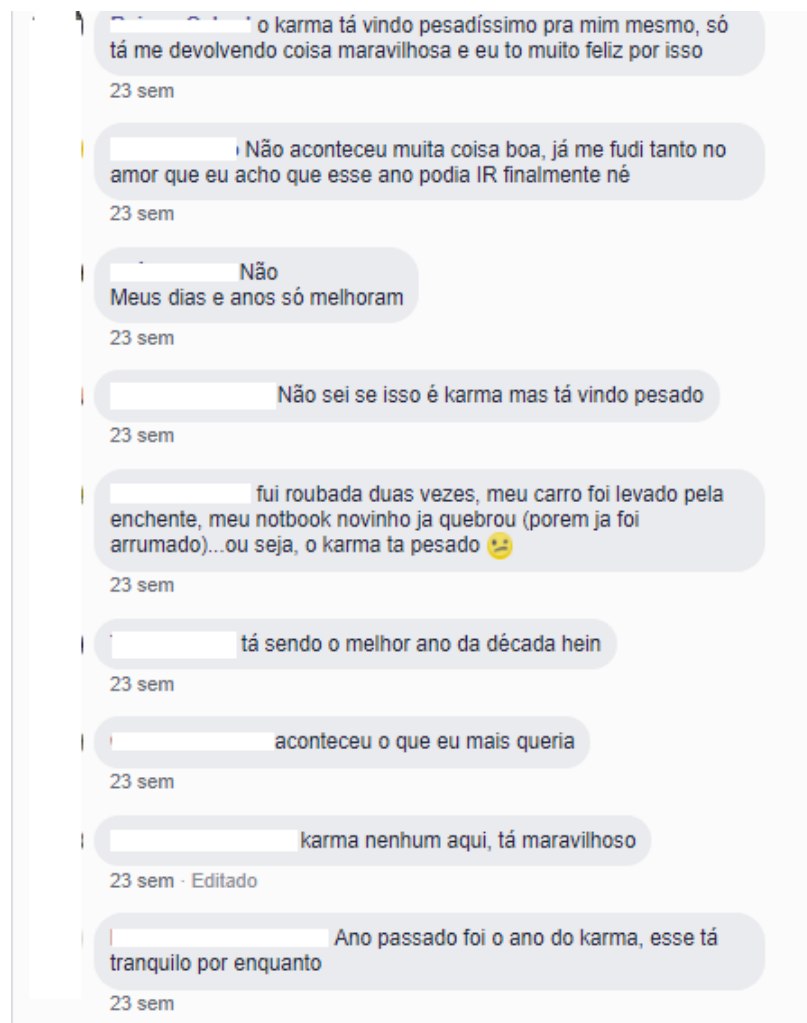 o karma tá vindo pesadíssimo pra mim mesmo, só
tá me devolvendo coisa maravilhosa e eu to muito feliz por isso
23 sem
Não aconteceu muita coisa boa, já me fudi tanto no
amor que eu acho que esse ano podia IR finalmente né
23 sem
Não
Meus dias e anos só melhoram
23 sem
Não sei se isso é karma mas tá vindo pesado
23 sem
fui roubada duas vezes, meu carro foi levado pela
enchente, meu notbook novinho ja quebrou (porem ja foi
arrumado)...ou seja, o karma ta pesado 😕
23 sem
tá sendo o melhor ano da década hein
23 sem
aconteceu o que eu mais queria
23 sem
karma nenhum aqui, tá maravilhoso
23 sem · Editado
Ano passado foi o ano do karma, esse tá
tranquilo por enquanto
23 sem